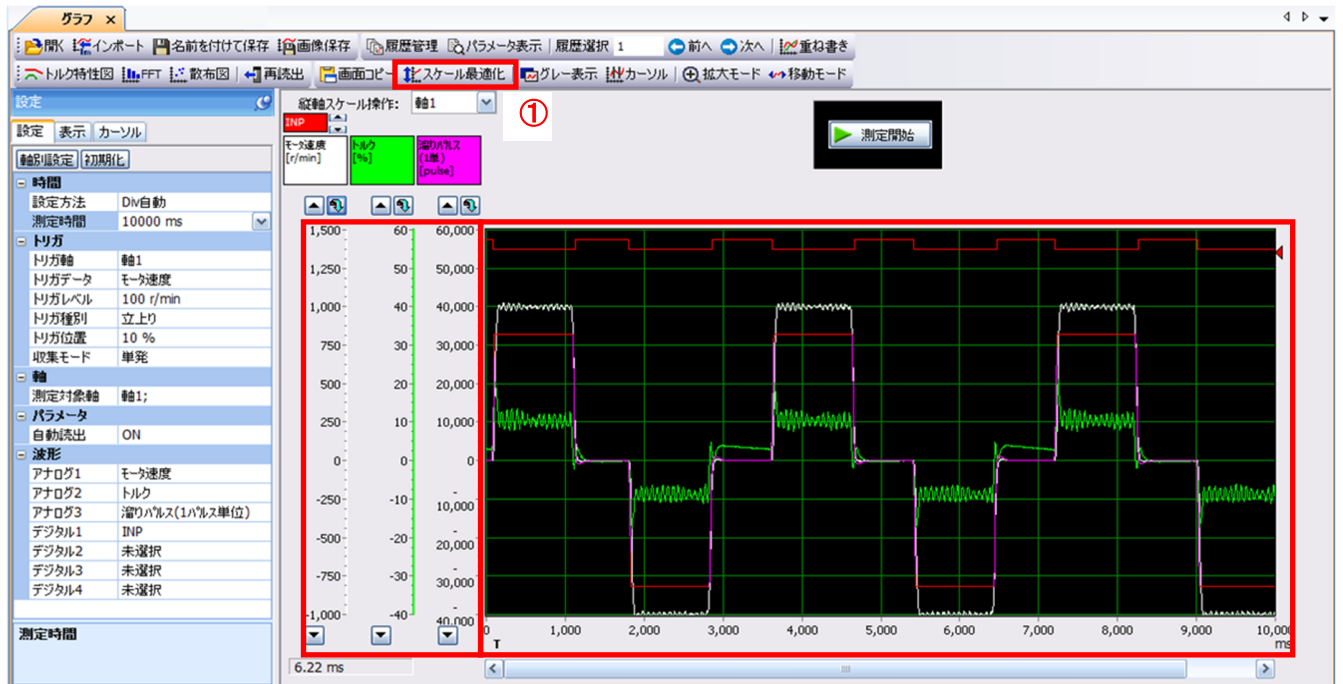 グラフ ×
開く インポート 名前を付けて保存 画像保存 履歴管理 パラメータ表示 履歴選択 1 前へ 次へ 重ね書き
トルク特性図 FFT 散布図 再読出 画面コピー スケール最適化 グレー表示 カーソル 拡大モード 移動モード
設定
設定 表示 カーソル
軸別設定 初期化
時間
設定方法 Div自動
測定時間 10000 ms
トリガ
トリガ軸 軸1
トリガデータ モータ速度
トリガレベル 100 r/min
トリガ種別 立上り
トリガ位置 10 %
収集モード 単発
軸
測定対象軸 軸1;
パラメータ
自動読出 ON
波形
アナログ1 モータ速度
アナログ2 トルク
アナログ3 溜りパルス(1パルス単位)
デジタル1 INP
デジタル2 未選択
デジタル3 未選択
デジタル4 未選択
測定時間
縦軸スケール操作: 軸1
①
測定開始
INP
モータ速度 [r/min]
トルク [%]
溜りパルス (1単) [pulse]
1,500 60 60,000
1,250 50 50,000
1,000 40 40,000
750 30 30,000
500 20 20,000
250 10 10,000
0 0 0
-250 -10 -10,000
-500 -20 -20,000
-750 -30 -30,000
-1,000 -40 -40,000
0 1,000 2,000 3,000 4,000 5,000 6,000 7,000 8,000 9,000 10,000
T ms
6.22 ms